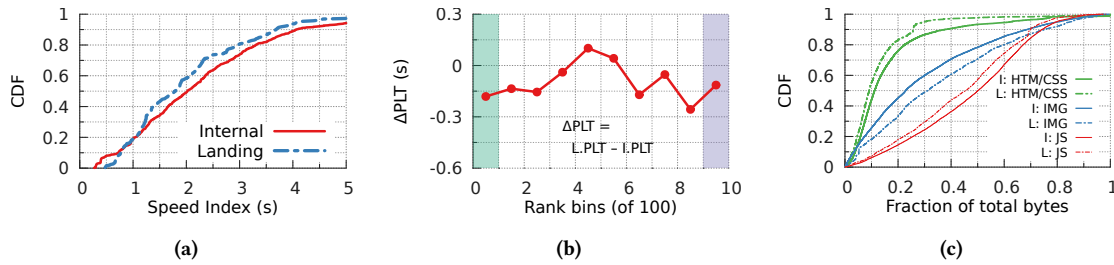 CDF
1
0.8
0.6
0.4
0.2
0
Internal
Landing
0 1 2 3 4 5
Speed Index (s)
(a)
ΔPLT (s)
0.3
0
-0.3
-0.6
ΔPLT =
L.PLT – I.PLT
0 2 4 6 8 10
Rank bins (of 100)
(b)
CDF
1
0.8
0.6
0.4
0.2
0
I: HTM/CSS
L: HTM/CSS
I: IMG
L: IMG
I: JS
L: JS
0 0.2 0.4 0.6 0.8 1
Fraction of total bytes
(c)